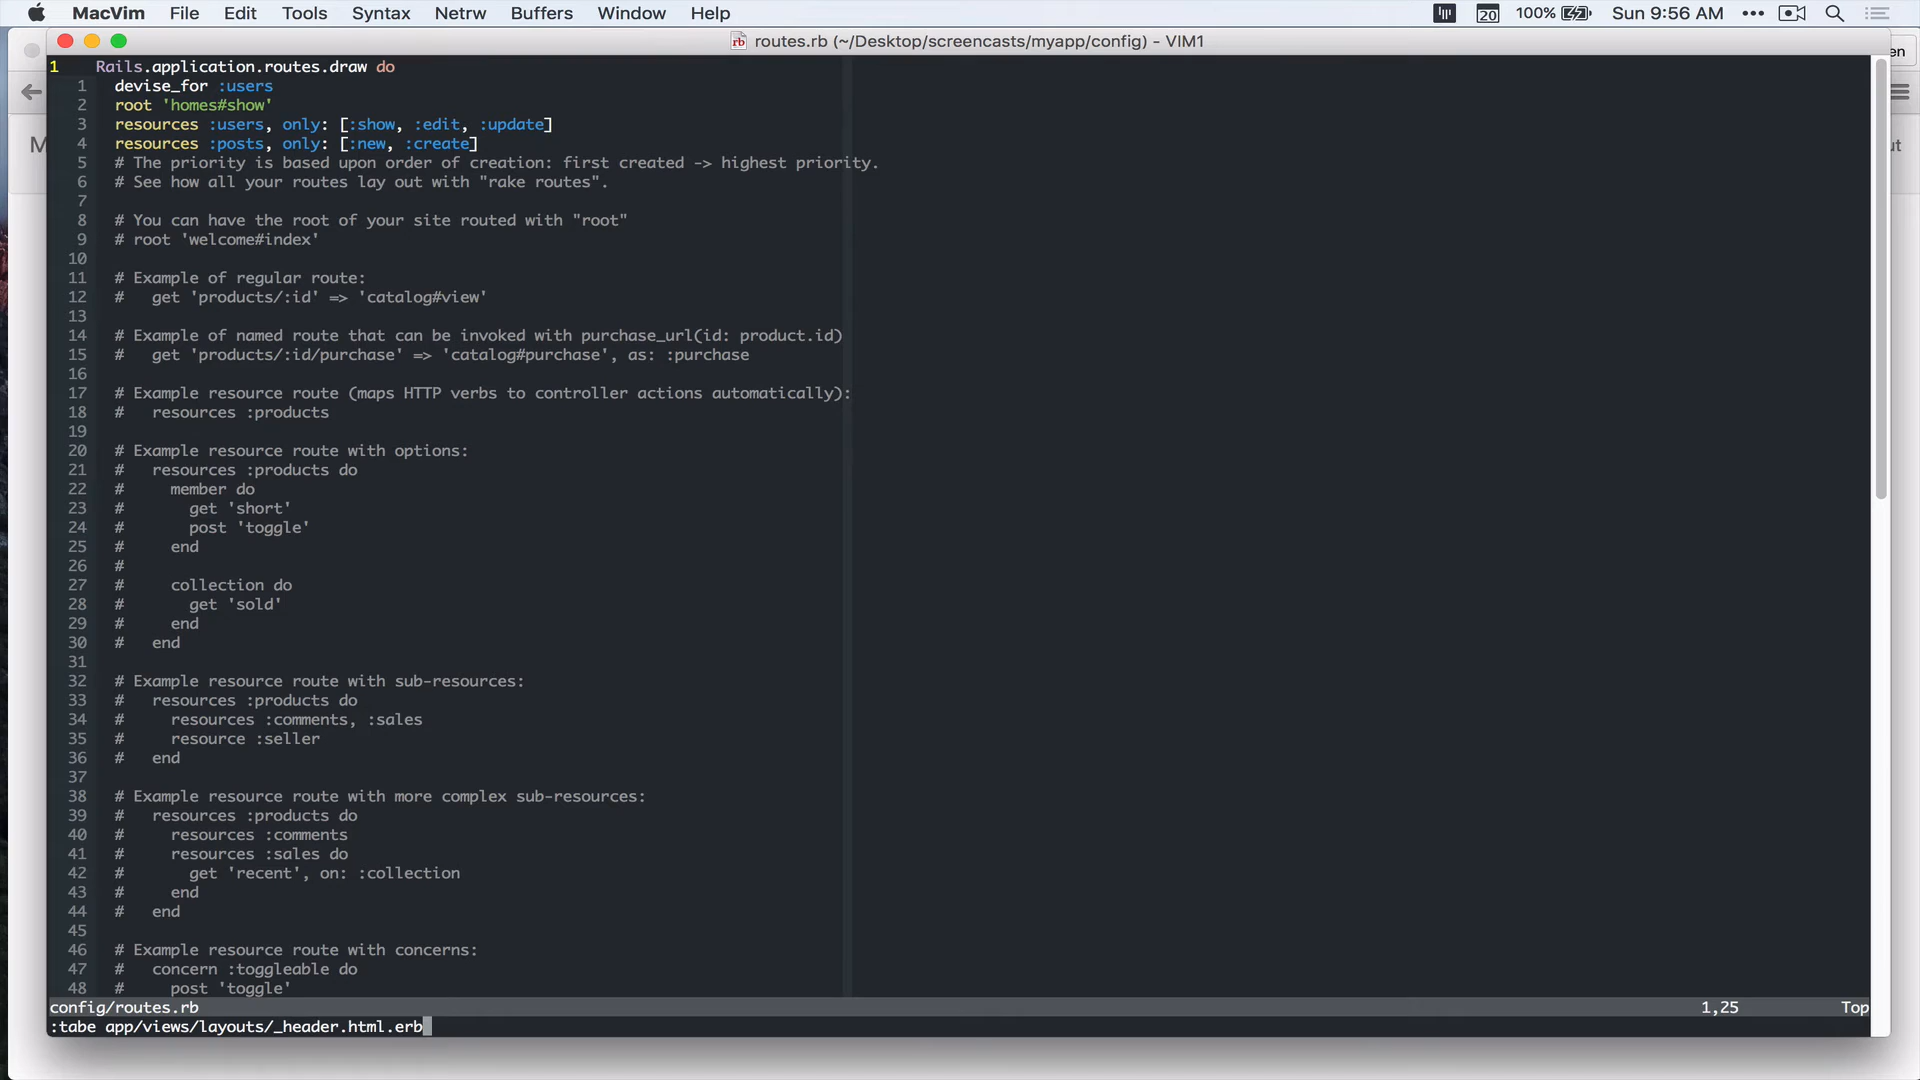 MacVim File Edit Tools Syntax Netrw Buffers Window Help 20 100% Sun 9:56 AM
routes.rb (~/Desktop/screencasts/myapp/config) - VIM1
en
M
ut
1 Rails.application.routes.draw do
1 devise_for :users
2 root 'homes#show'
3 resources :users, only: [:show, :edit, :update]
4 resources :posts, only: [:new, :create]
5 # The priority is based upon order of creation: first created -> highest priority.
6 # See how all your routes lay out with "rake routes".
7
8 # You can have the root of your site routed with "root"
9 # root 'welcome#index'
10
11 # Example of regular route:
12 #   get 'products/:id' => 'catalog#view'
13
14 # Example of named route that can be invoked with purchase_url(id: product.id)
15 #   get 'products/:id/purchase' => 'catalog#purchase', as: :purchase
16
17 # Example resource route (maps HTTP verbs to controller actions automatically):
18 #   resources :products
19
20 # Example resource route with options:
21 #   resources :products do
22 #     member do
23 #       get 'short'
24 #       post 'toggle'
25 #     end
26 #
27 #     collection do
28 #       get 'sold'
29 #     end
30 #   end
31
32 # Example resource route with sub-resources:
33 #   resources :products do
34 #     resources :comments, :sales
35 #     resource :seller
36 #   end
37
38 # Example resource route with more complex sub-resources:
39 #   resources :products do
40 #     resources :comments
41 #     resources :sales do
42 #       get 'recent', on: :collection
43 #     end
44 #   end
45
46 # Example resource route with concerns:
47 #   concern :toggleable do
48 #     post 'toggle'
config/routes.rb 1,25 Top
:tabe app/views/layouts/_header.html.erb